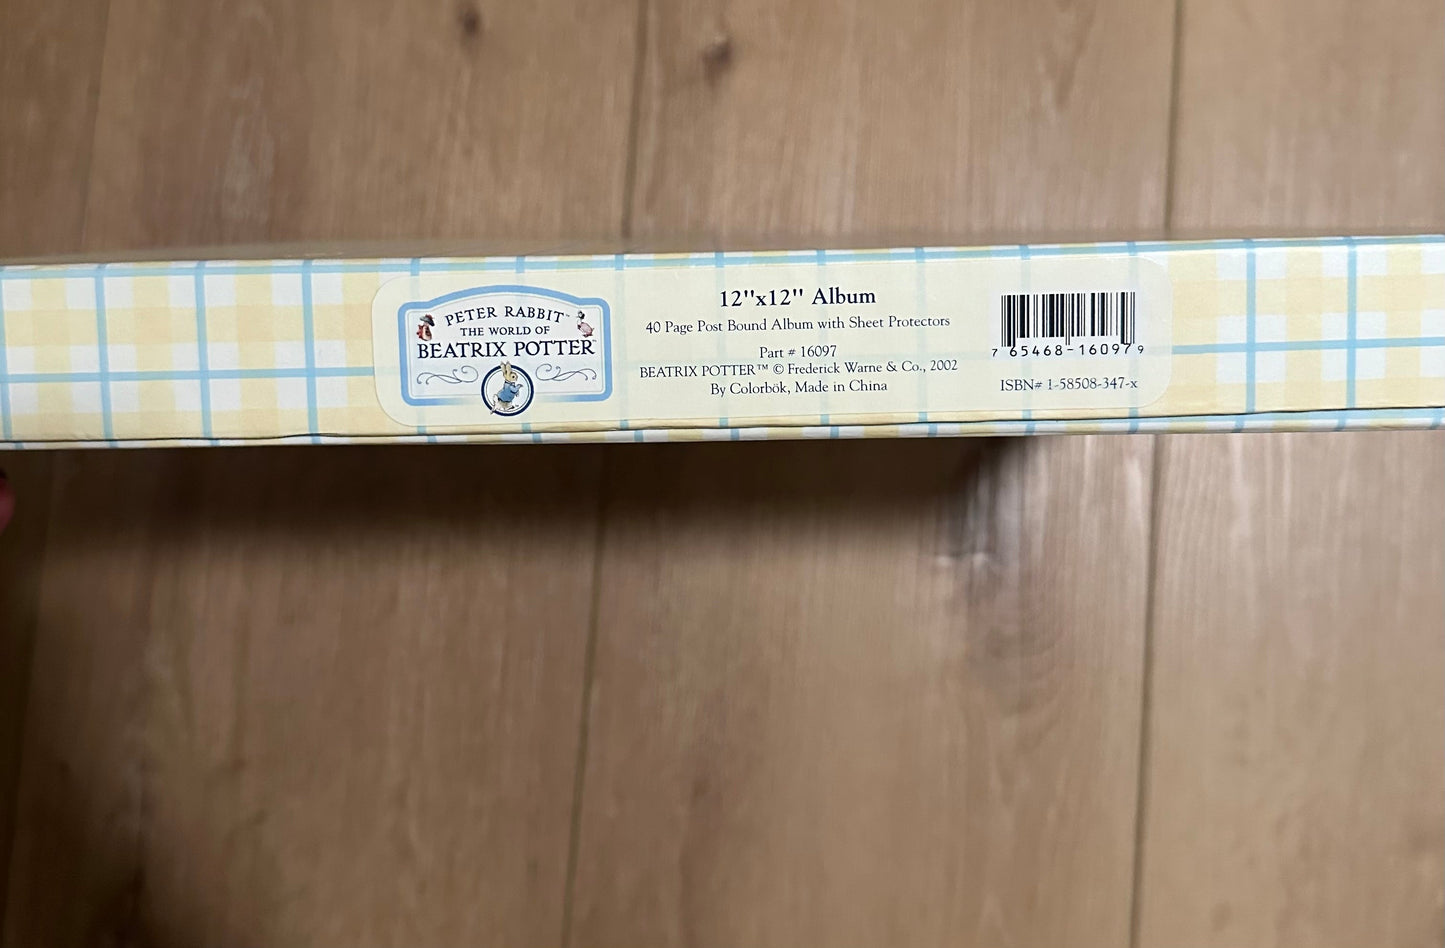 PETER RABBIT™
THE WORLD OF
BEATRIX POTTER™
12"x12" Album
40 Page Post Bound Album with Sheet Protectors
Part # 16097
BEATRIX POTTER™ © Frederick Warne & Co., 2002
By Colorbök, Made in China
7 65468-16097 9
ISBN# 1-58508-347-x